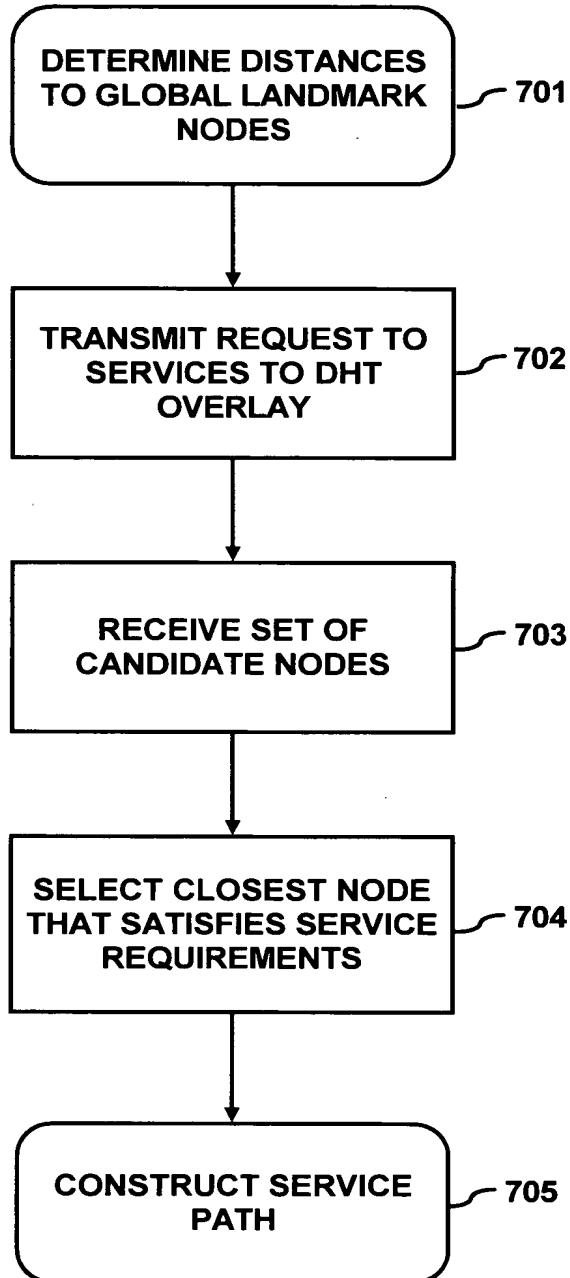 DETERMINE DISTANCES
TO GLOBAL LANDMARK
NODES
701
TRANSMIT REQUEST TO
SERVICES TO DHT
OVERLAY
702
RECEIVE SET OF
CANDIDATE NODES
703
SELECT CLOSEST NODE
THAT SATISFIES SERVICE
REQUIREMENTS
704
CONSTRUCT SERVICE
PATH
705